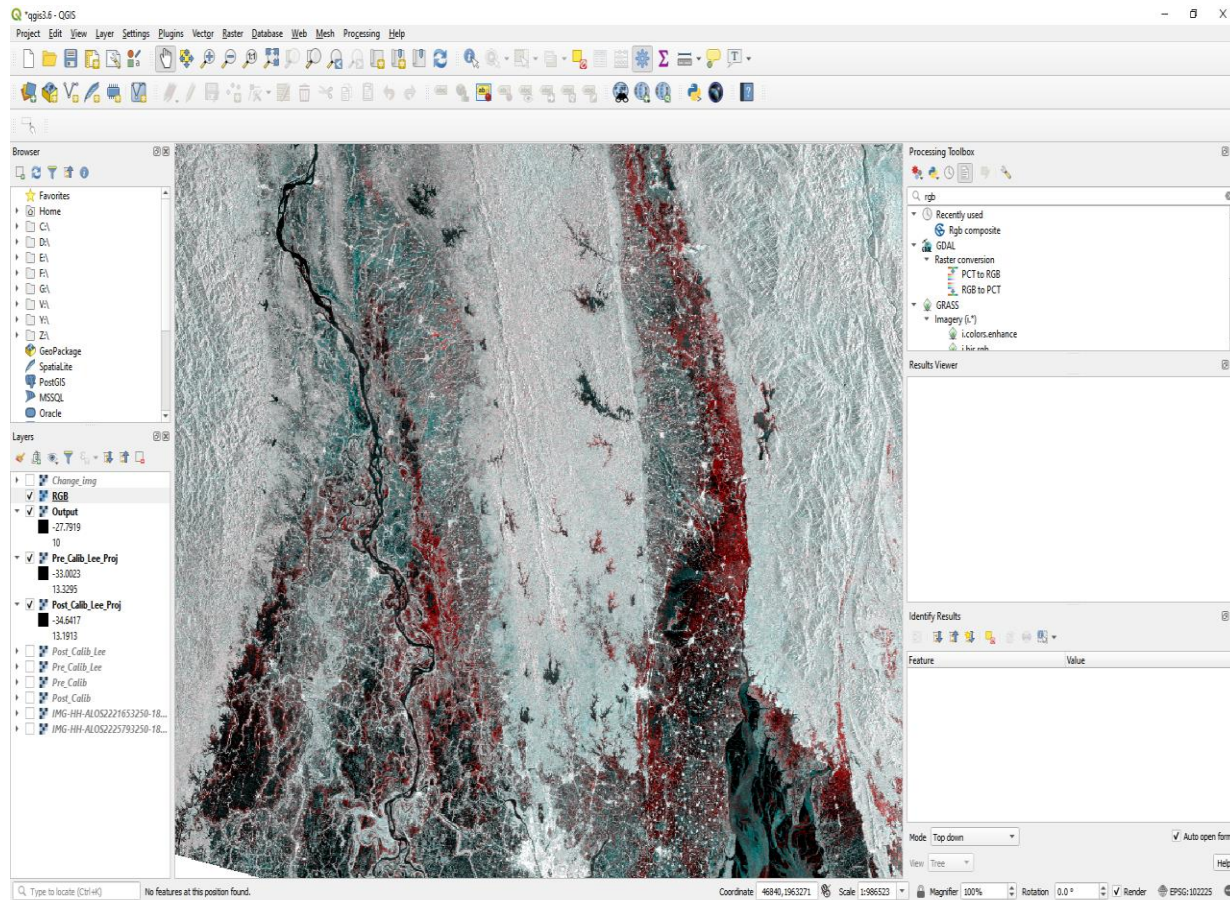 *qgis3.6 - QGIS
Project Edit View Layer Settings Plugins Vector Raster Database Web Mesh Processing Help
Browser
Favorites
Home
C:\
D:\
E:\
F:\
G:\
V:\
Y:\
Z:\
GeoPackage
SpatiaLite
PostGIS
MSSQL
Oracle
Layers
Change_img
RGB
Output
-27.7919
10
Pre_Calib_Lee_Proj
-33.0023
13.3295
Post_Calib_Lee_Proj
-34.6417
13.1913
Post_Calib_Lee
Pre_Calib_Lee
Pre_Calib
Post_Calib
IMG-HH-ALOS2221653250-18...
IMG-HH-ALOS2225793250-18...
Processing Toolbox
rgb
Recently used
Rgb composite
GDAL
Raster conversion
PCT to RGB
RGB to PCT
GRASS
Imagery (i.*)
i.colors.enhance
i.his.rgb
Results Viewer
Identify Results
Feature Value
Mode Top down Auto open form
View Tree Help
Type to locate (Ctrl+K) No features at this position found. Coordinate 46840,1963271 Scale 1:986523 Magnifier 100% Rotation 0.0 ° Render EPSG:102225